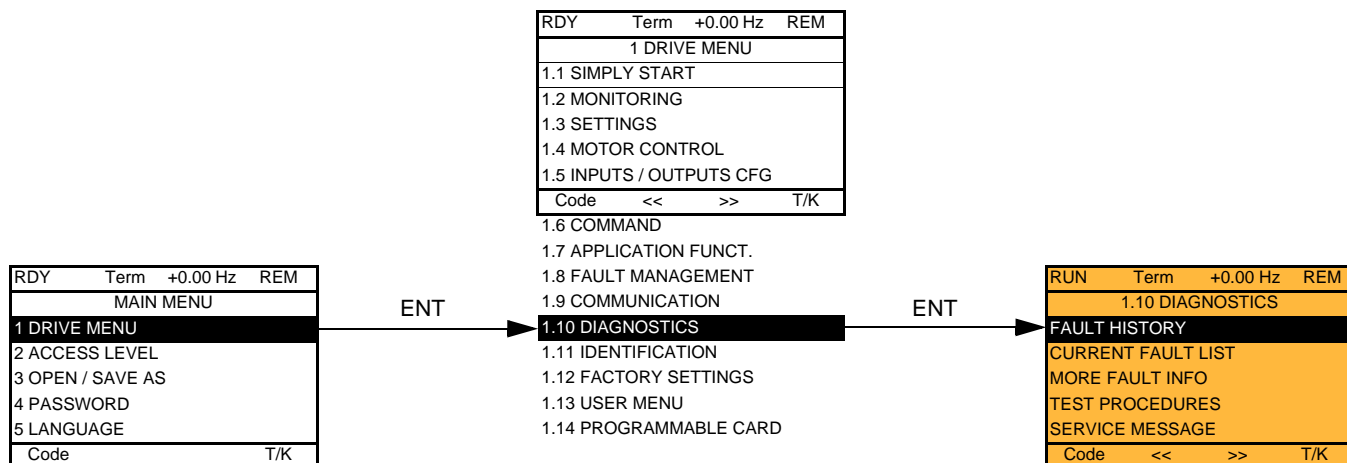 RDY Term +0.00 Hz REM
MAIN MENU
1 DRIVE MENU
2 ACCESS LEVEL
3 OPEN / SAVE AS
4 PASSWORD
5 LANGUAGE
Code T/K
ENT
RDY Term +0.00 Hz REM
1 DRIVE MENU
1.1 SIMPLY START
1.2 MONITORING
1.3 SETTINGS
1.4 MOTOR CONTROL
1.5 INPUTS / OUTPUTS CFG
Code << >> T/K
1.6 COMMAND
1.7 APPLICATION FUNCT.
1.8 FAULT MANAGEMENT
1.9 COMMUNICATION
1.10 DIAGNOSTICS
1.11 IDENTIFICATION
1.12 FACTORY SETTINGS
1.13 USER MENU
1.14 PROGRAMMABLE CARD
ENT
RUN Term +0.00 Hz REM
1.10 DIAGNOSTICS
FAULT HISTORY
CURRENT FAULT LIST
MORE FAULT INFO
TEST PROCEDURES
SERVICE MESSAGE
Code << >> T/K